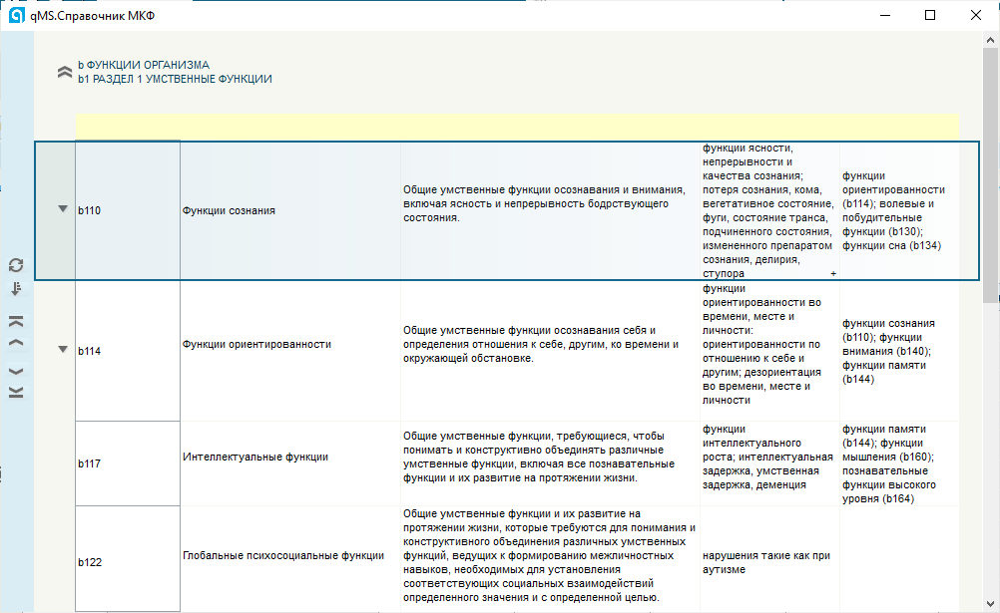 qMS.Справочник МКФ
b ФУНКЦИИ ОРГАНИЗМА
b1 РАЗДЕЛ 1 УМСТВЕННЫЕ ФУНКЦИИ
b110
Функции сознания
Общие умственные функции осознавания и внимания,
включая ясность и непрерывность бодрствующего
состояния.
функции ясности,
непрерывности и
качества сознания;
потеря сознания, кома,
вегетативное состояние,
фуги, состояние транса,
подчиненного состояния,
измененного препаратом
сознания, делирия,
ступора +
функции
ориентированности
(b114); волевые и
побудительные
функции (b130);
функции сна (b134)
b114
Функции ориентированности
Общие умственные функции осознавания себя и
определения отношения к себе, другим, ко времени и
окружающей обстановке.
функции
ориентированности во
времени, месте и
личности:
ориентированности по
отношению к себе и
другим; дезориентация
во времени, месте и
личности
функции сознания
(b110); функции
внимания (b140);
функции памяти
(b144)
b117
Интеллектуальные функции
Общие умственные функции, требующиеся, чтобы
понимать и конструктивно объединять различные
умственные функции, включая все познавательные
функции и их развитие на протяжении жизни.
функции
интеллектуального
роста; интеллектуальная
задержка, умственная
задержка, деменция
функции памяти
(b144); функции
мышления (b160);
познавательные
функции высокого
уровня (b164)
b122
Глобальные психосоциальные функции
Общие умственные функции и их развитие на
протяжении жизни, которые требуются для понимания и
конструктивного объединения различных умственных
функций, ведущих к формированию межличностных
навыков, необходимых для установления
соответствующих социальных взаимодействий
определенного значения и с определенной целью.
нарушения такие как при
аутизме